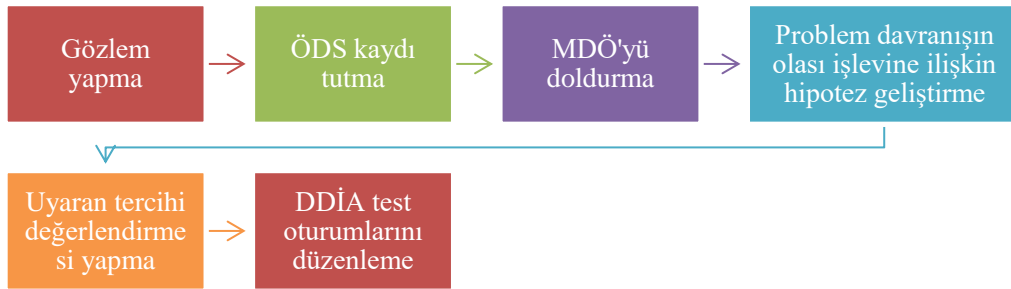 Gözlem
yapma
ÖDS kaydı
tutma
MDÖ'yü
doldurma
Problem davranışın
olası işlevine ilişkin
hipotez geliştirme
Uyaran tercihi
değerlendirme
si yapma
DDİA test
oturumlarını
düzenleme